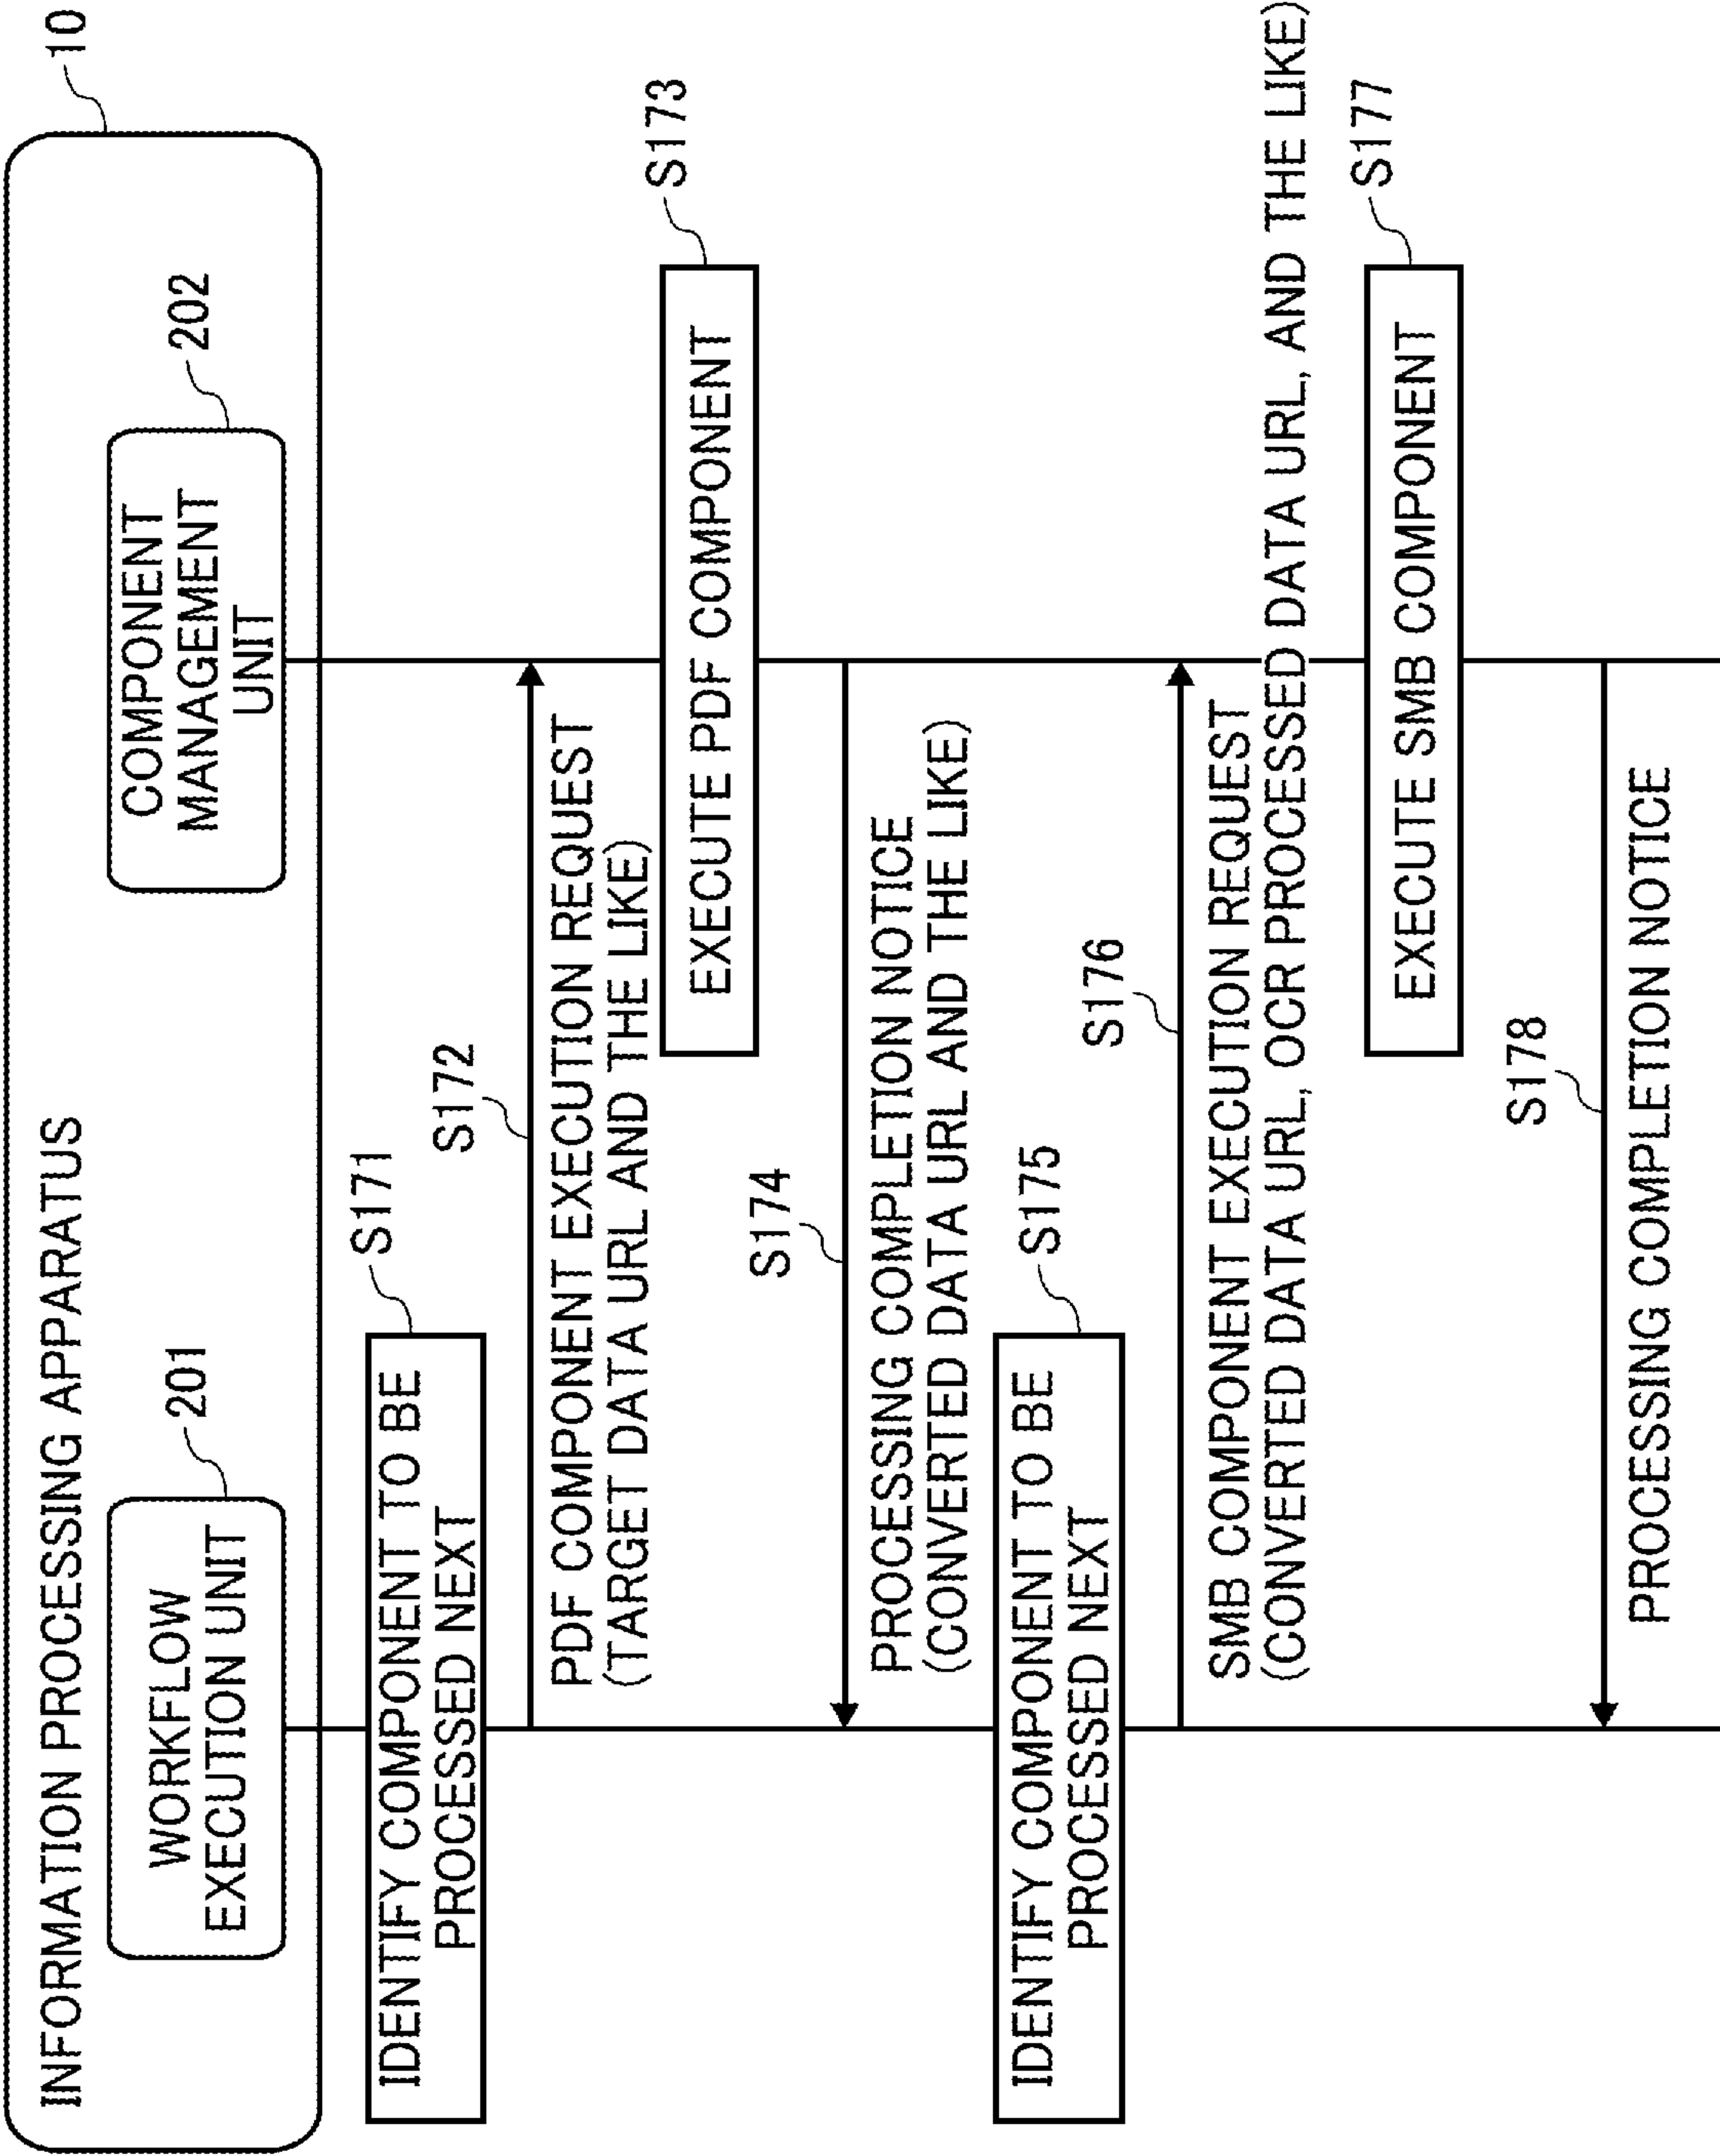 INFORMATION PROCESSING APPARATUS
10
WORKFLOW
EXECUTION UNIT
201
COMPONENT
MANAGEMENT
UNIT
202
IDENTIFY COMPONENT TO BE
PROCESSED NEXT
S171
S172
PDF COMPONENT EXECUTION REQUEST
(TARGET DATA URL AND THE LIKE)
EXECUTE PDF COMPONENT
S173
S174
PROCESSING COMPLETION NOTICE
(CONVERTED DATA URL AND THE LIKE)
IDENTIFY COMPONENT TO BE
PROCESSED NEXT
S175
S176
SMB COMPONENT EXECUTION REQUEST
(CONVERTED DATA URL, OCR PROCESSED DATA URL, AND THE LIKE)
EXECUTE SMB COMPONENT
S177
S178
PROCESSING COMPLETION NOTICE